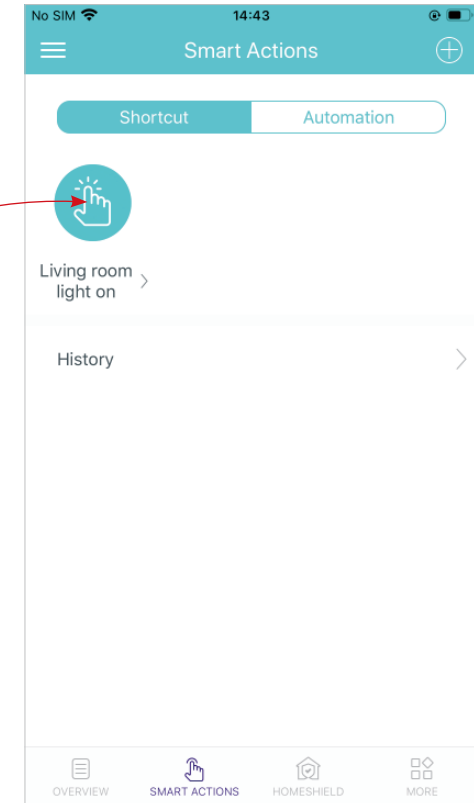 No SIM 14:43
Smart Actions
Shortcut Automation
Living room
light on
History
OVERVIEW SMART ACTIONS HOMESHIELD MORE